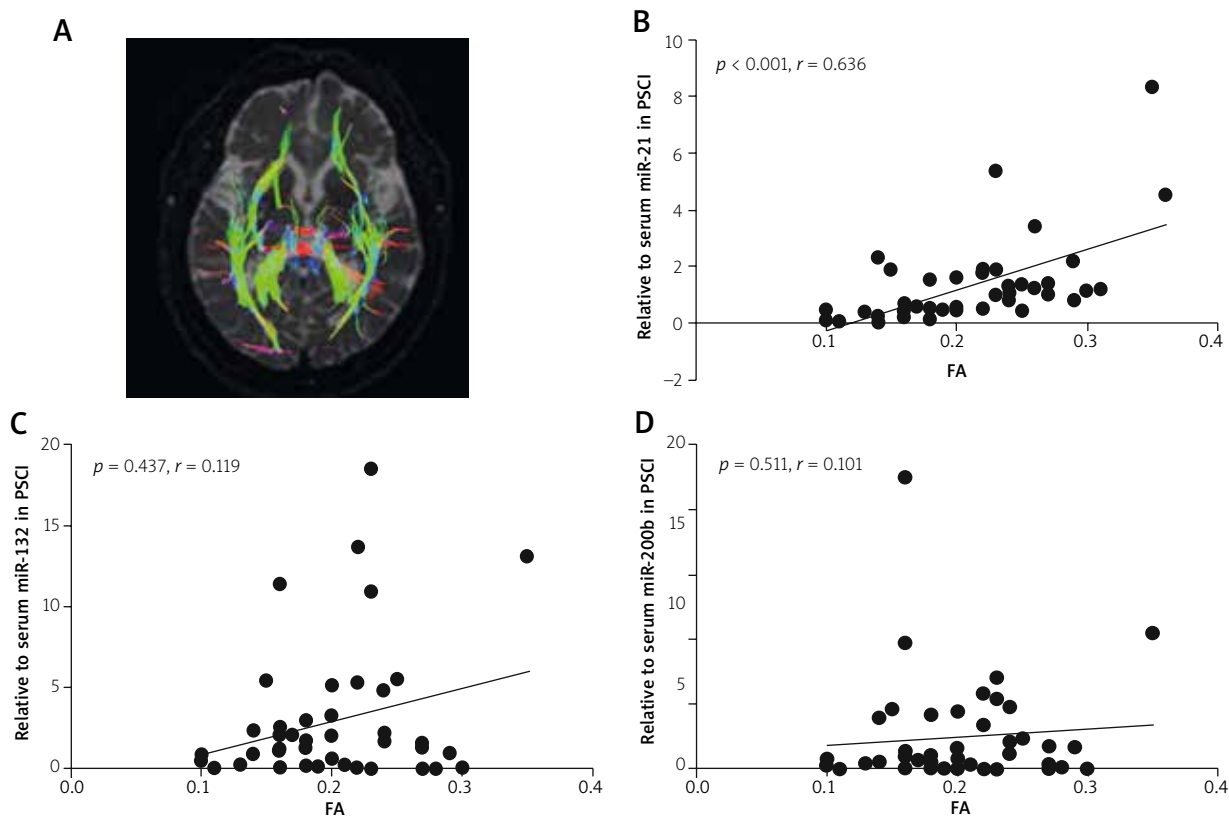 A
B
p < 0.001, r = 0.636
Relative to serum miR-21 in PSCI
10
8
6
4
2
0
−2
0.1
0.2
0.3
0.4
FA
C
p = 0.437, r = 0.119
Relative to serum miR-132 in PSCI
20
15
10
5
0
0.0
0.1
0.2
0.3
0.4
FA
D
p = 0.511, r = 0.101
Relative to serum miR-200b in PSCI
20
15
10
5
0
0.0
0.1
0.2
0.3
0.4
FA